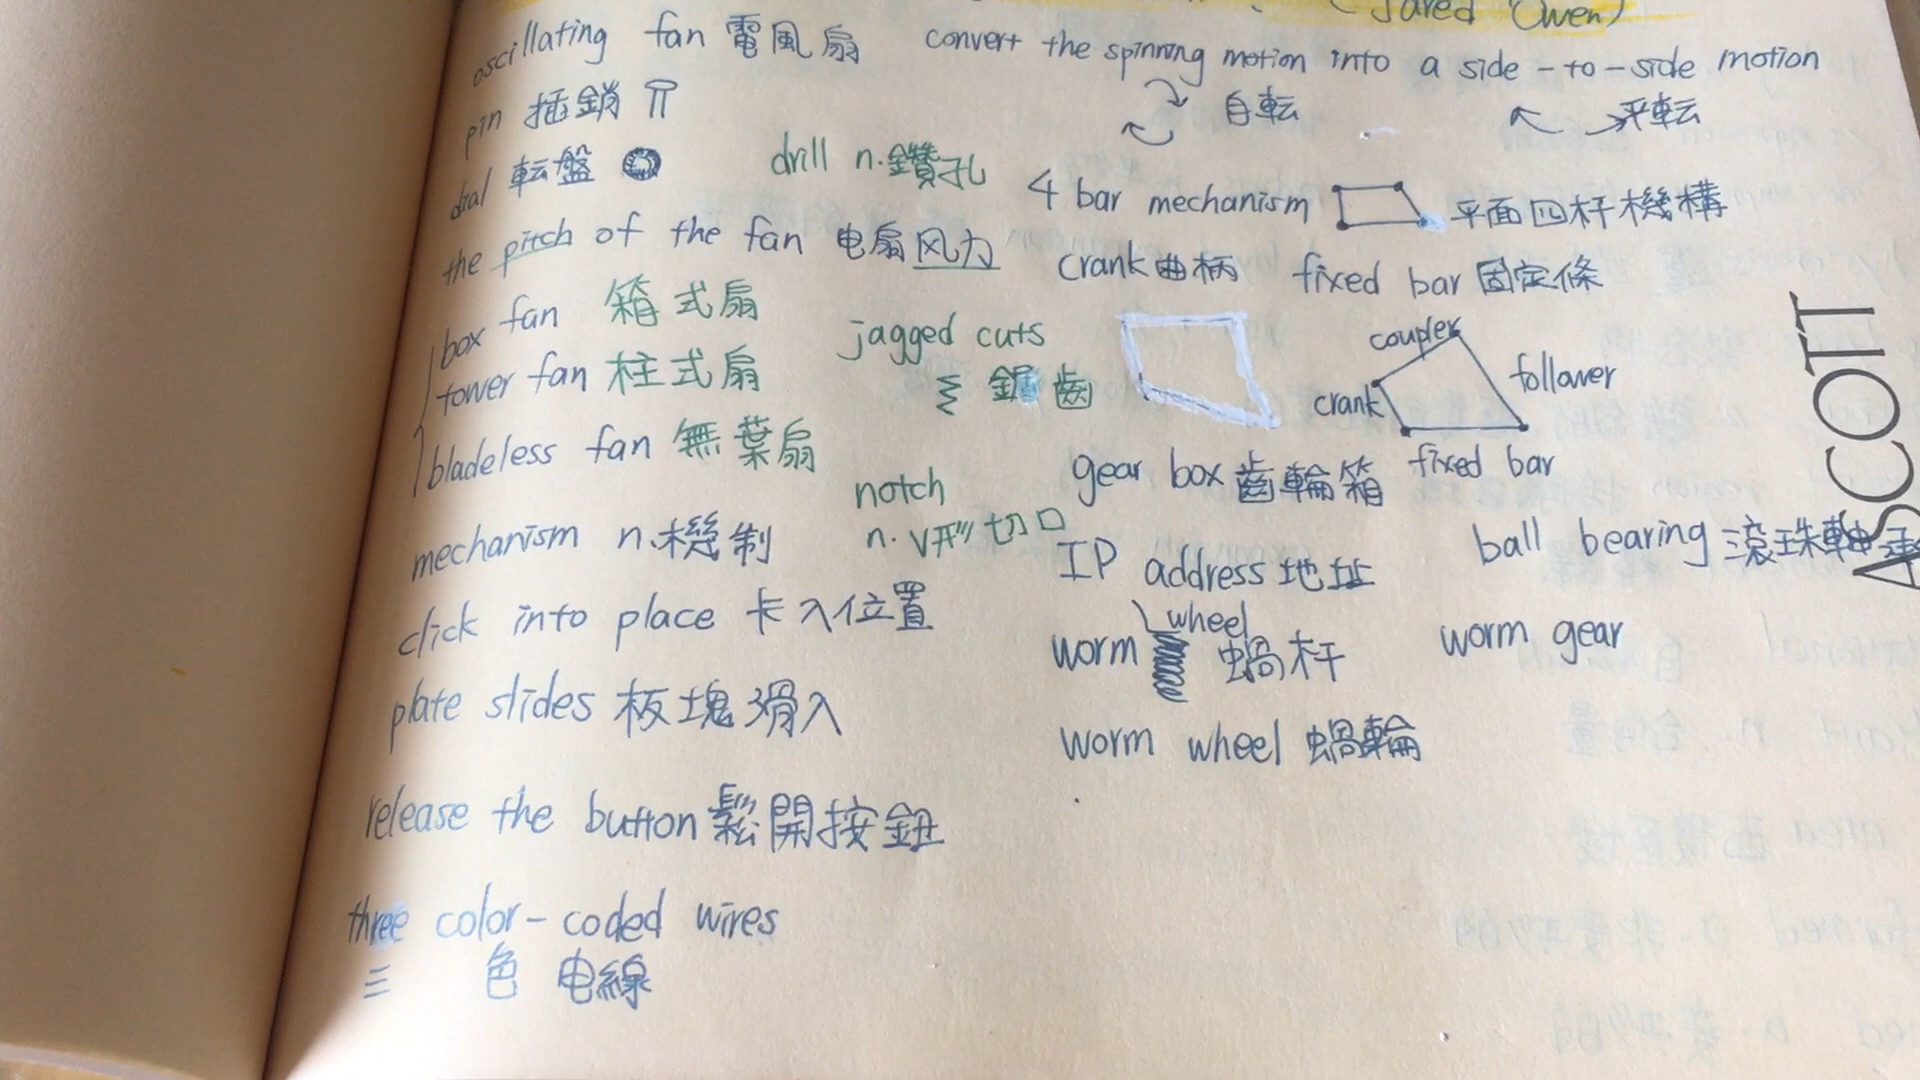 (Jared Owen)
oscillating fan 電風扇
convert the spinning motion into a side-to-side motion
自転
平転
pin 插銷
dial 転盤
drill n.鑽孔
4 bar mechanism 平面四杆機構
the pitch of the fan 电扇风力
crank 曲柄
fixed bar 固定條
box fan 箱式扇
tower fan 柱式扇
bladeless fan 無葉扇
jagged cuts
鋸齒
coupler
follower
crank
fixed bar
gear box 齒輪箱
notch
n. V形切口
mechanism n.機制
IP address 地址
ball bearing 滾珠軸承
click into place 卡入位置
wheel
worm 蝸杆
worm gear
plate slides 板塊滑入
worm wheel 蝸輪
release the button 鬆開按鈕
three color-coded wires
三 色 电線
ASCOTT